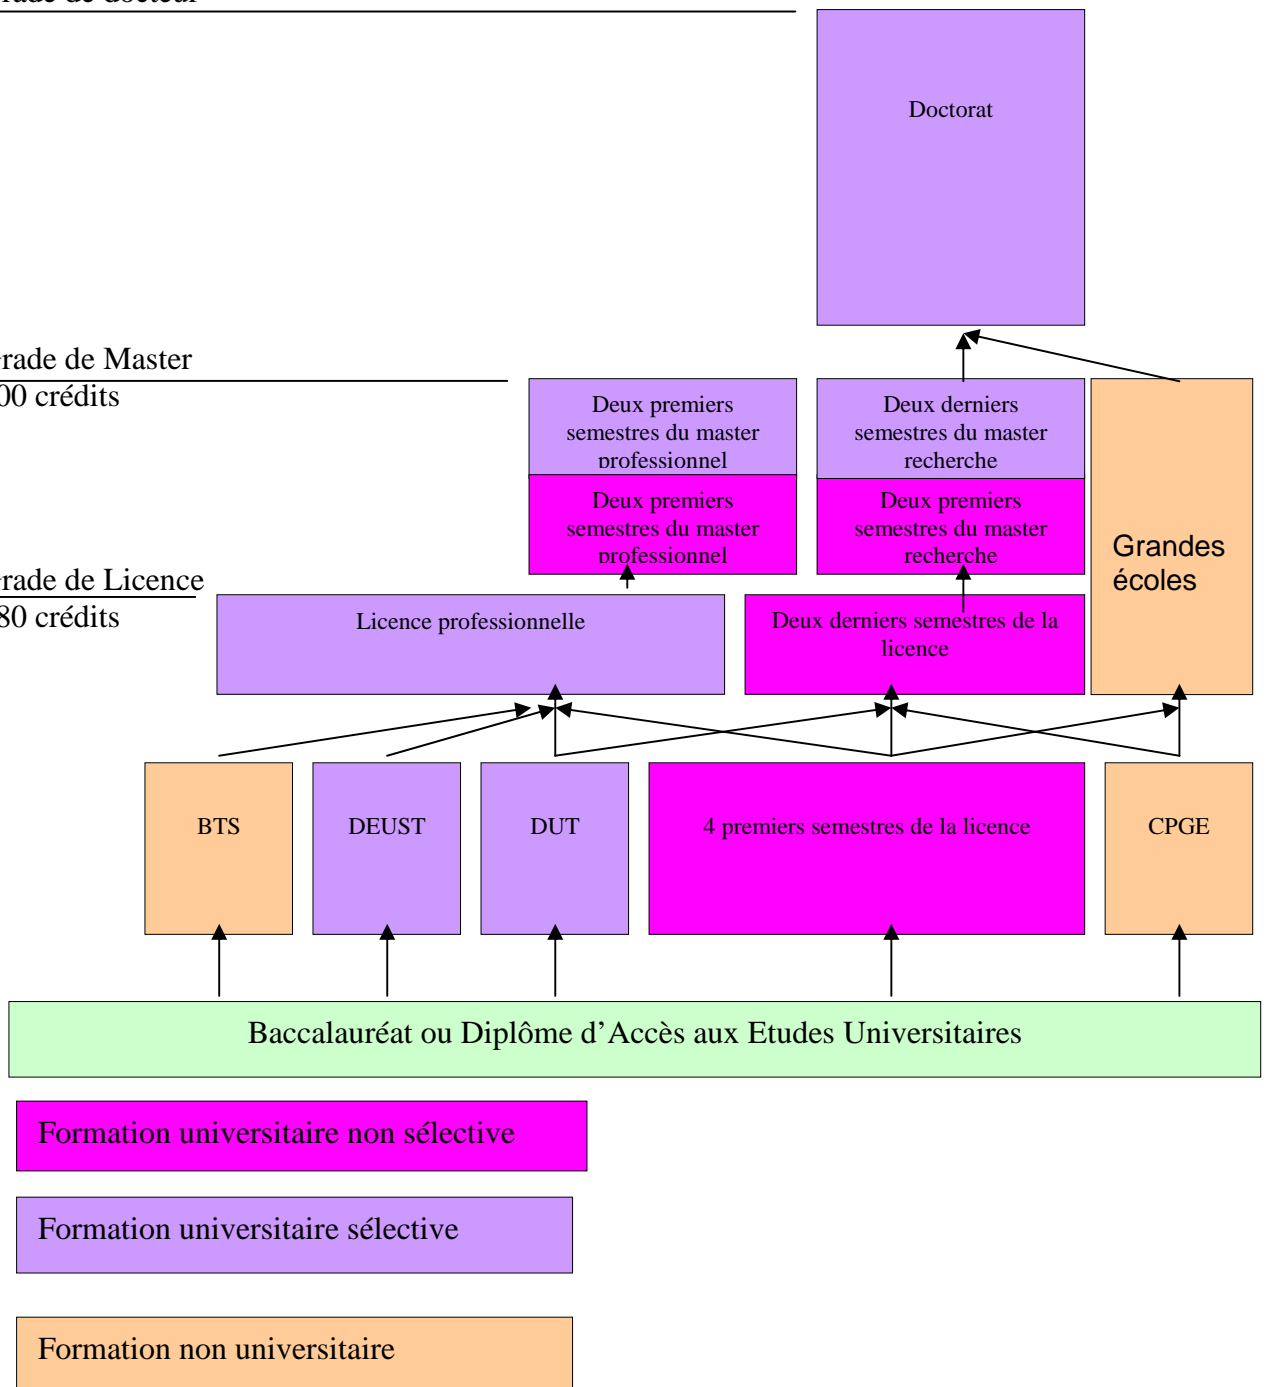 rade de docteur
Doctorat
rade de Master
00 crédits
Deux premiers
semestres du master
professionnel
Deux derniers
semestres du master
recherche
Deux premiers
semestres du master
professionnel
Deux premiers
semestres du master
recherche
Grandes
écoles
rade de Licence
80 crédits
Licence professionnelle
Deux derniers semestres de la
licence
BTS
DEUST
DUT
4 premiers semestres de la licence
CPGE
Baccalauréat ou Diplôme d’Accès aux Etudes Universitaires
Formation universitaire non sélective
Formation universitaire sélective
Formation non universitaire